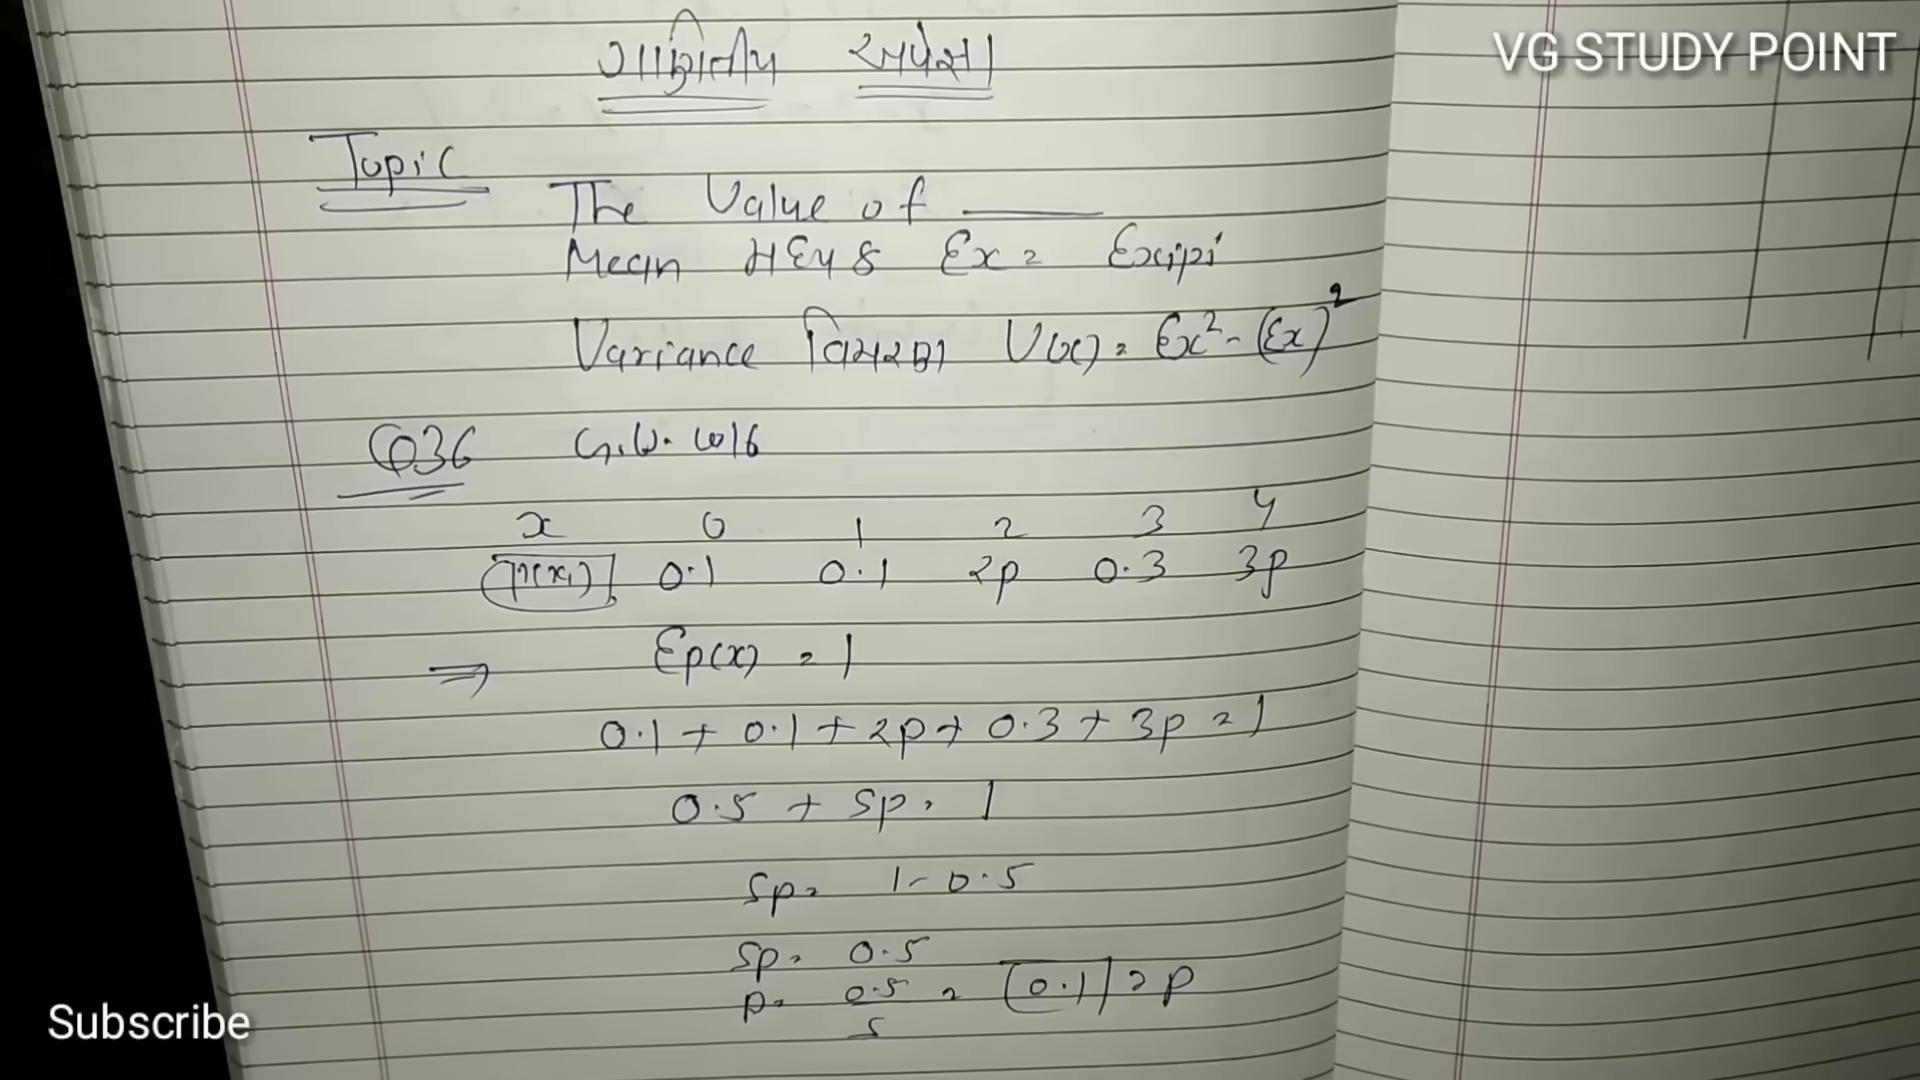 गाणितीय अपेक्षा
VG STUDY POINT
Topic
The Value of ___
Mean મધ્યક Ex = Σxipi
Variance વિચરણ V(x) = Ex² - (Ex)²
Q36
x 0 1 2 3 4
p(x) 0.1 0.1 2p 0.3 3p
⇒ Σp(x) = 1
0.1 + 0.1 + 2p + 0.3 + 3p = 1
0.5 + 5p = 1
5p = 1 - 0.5
5p = 0.5
p = 0.5/5 = 0.1 = p
Subscribe